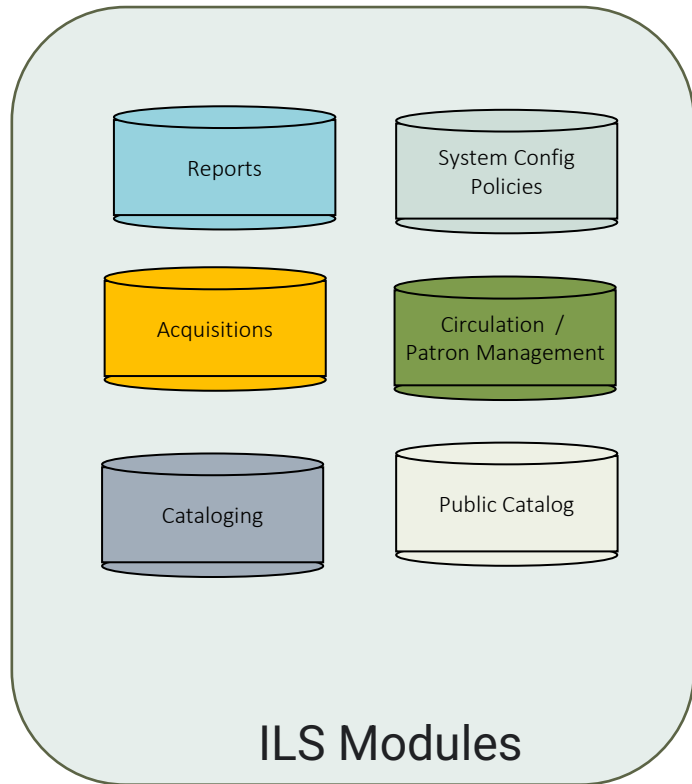 Reports
System Config
Policies
Acquisitions
Circulation /
Patron Management
Cataloging
Public Catalog
ILS Modules